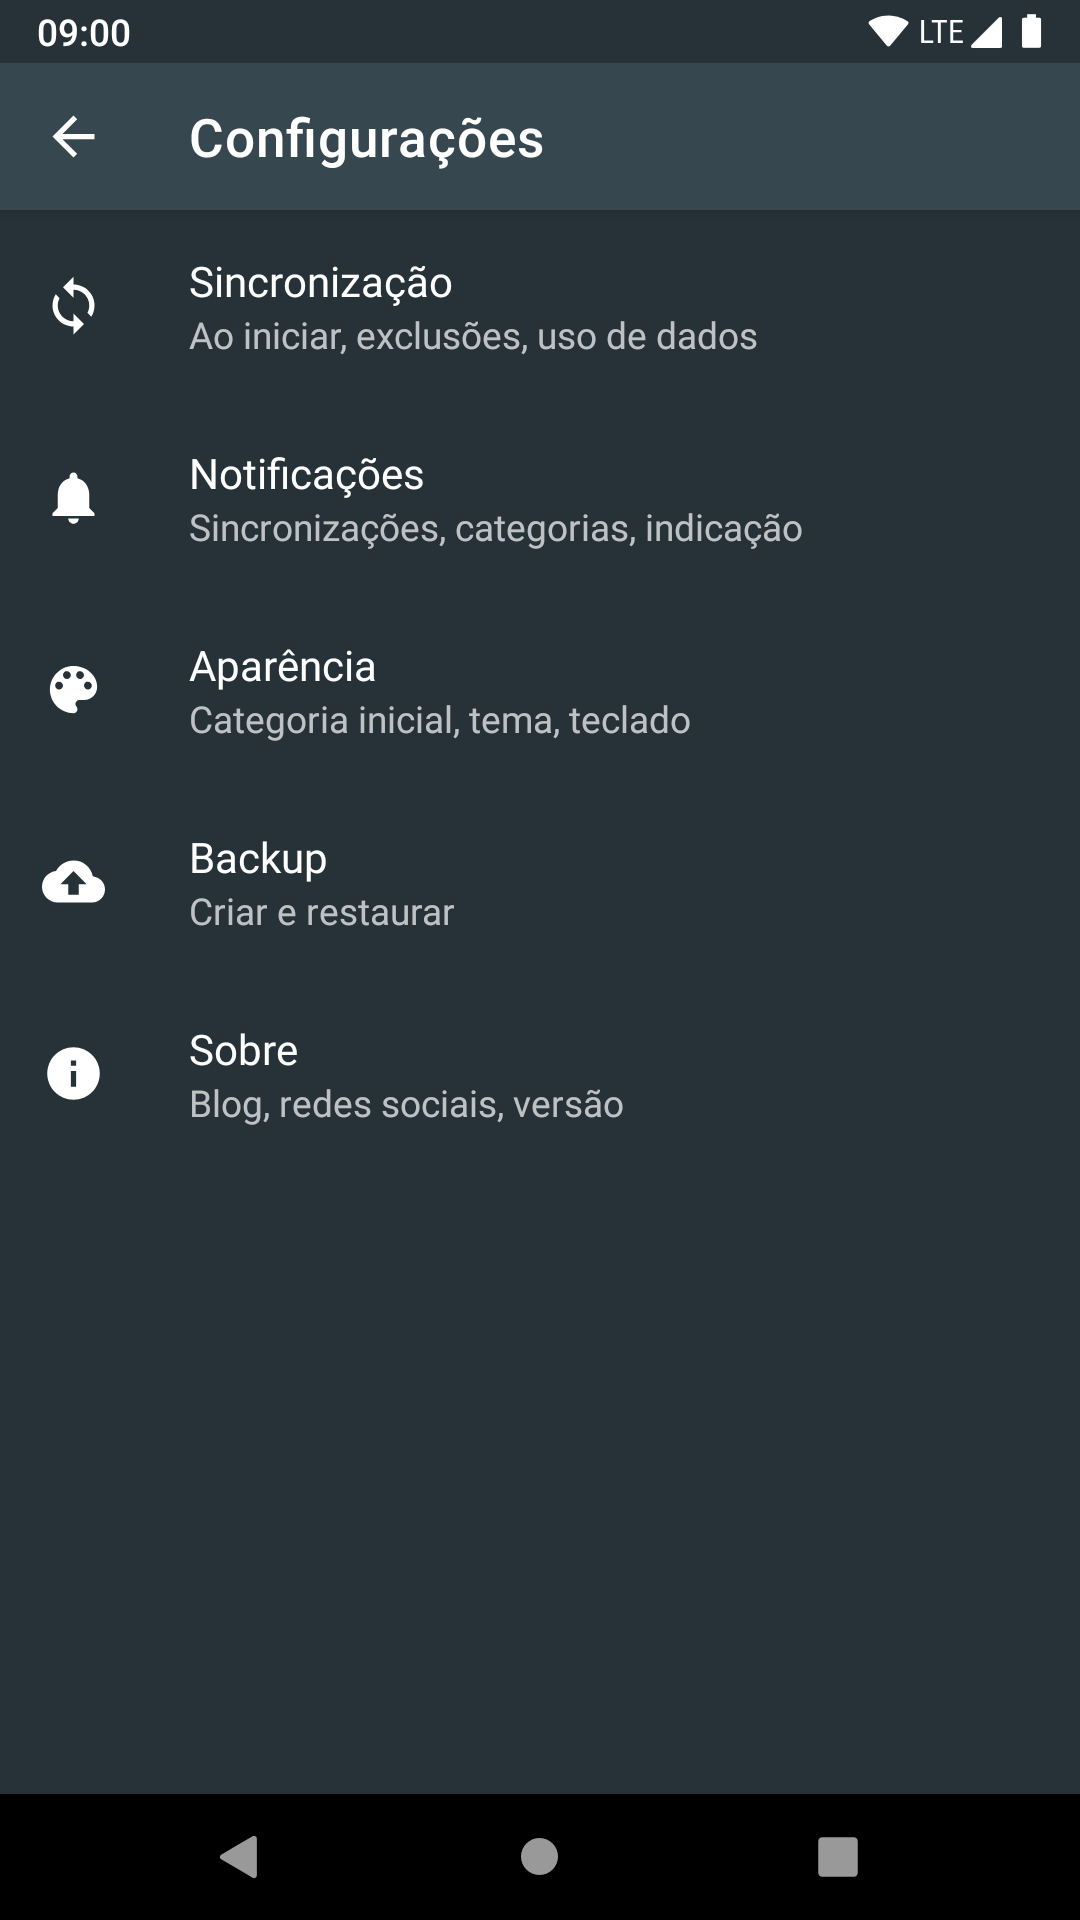 09:00 LTE
Configurações
Sincronização
Ao iniciar, exclusões, uso de dados
Notificações
Sincronizações, categorias, indicação
Aparência
Categoria inicial, tema, teclado
Backup
Criar e restaurar
Sobre
Blog, redes sociais, versão